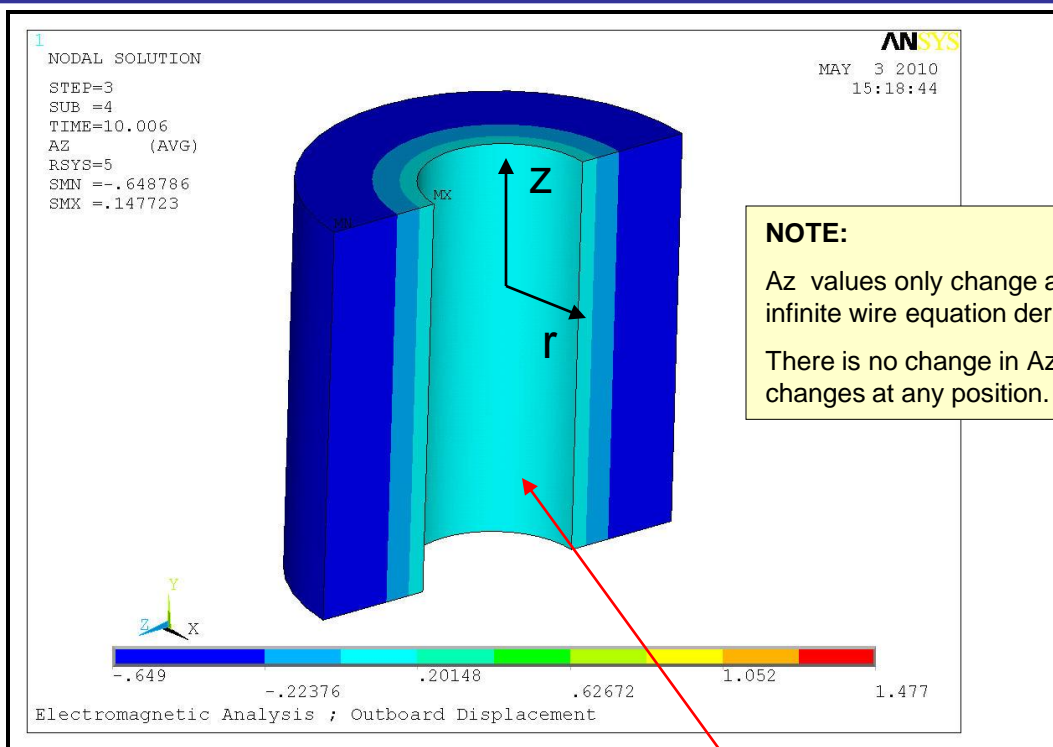 1
NODAL SOLUTION
STEP=3
SUB =4
TIME=10.006
AZ (AVG)
RSYS=5
SMN =-.648786
SMX =.147723
ANSYS
MAY 3 2010
15:18:44
MX
MN
z
r
NOTE:
Az values only change a
infinite wire equation der
There is no change in Az
changes at any position.
Y
Z
X
-.649
-.22376
.20148
.62672
1.052
1.477
Electromagnetic Analysis ; Outboard Displacement